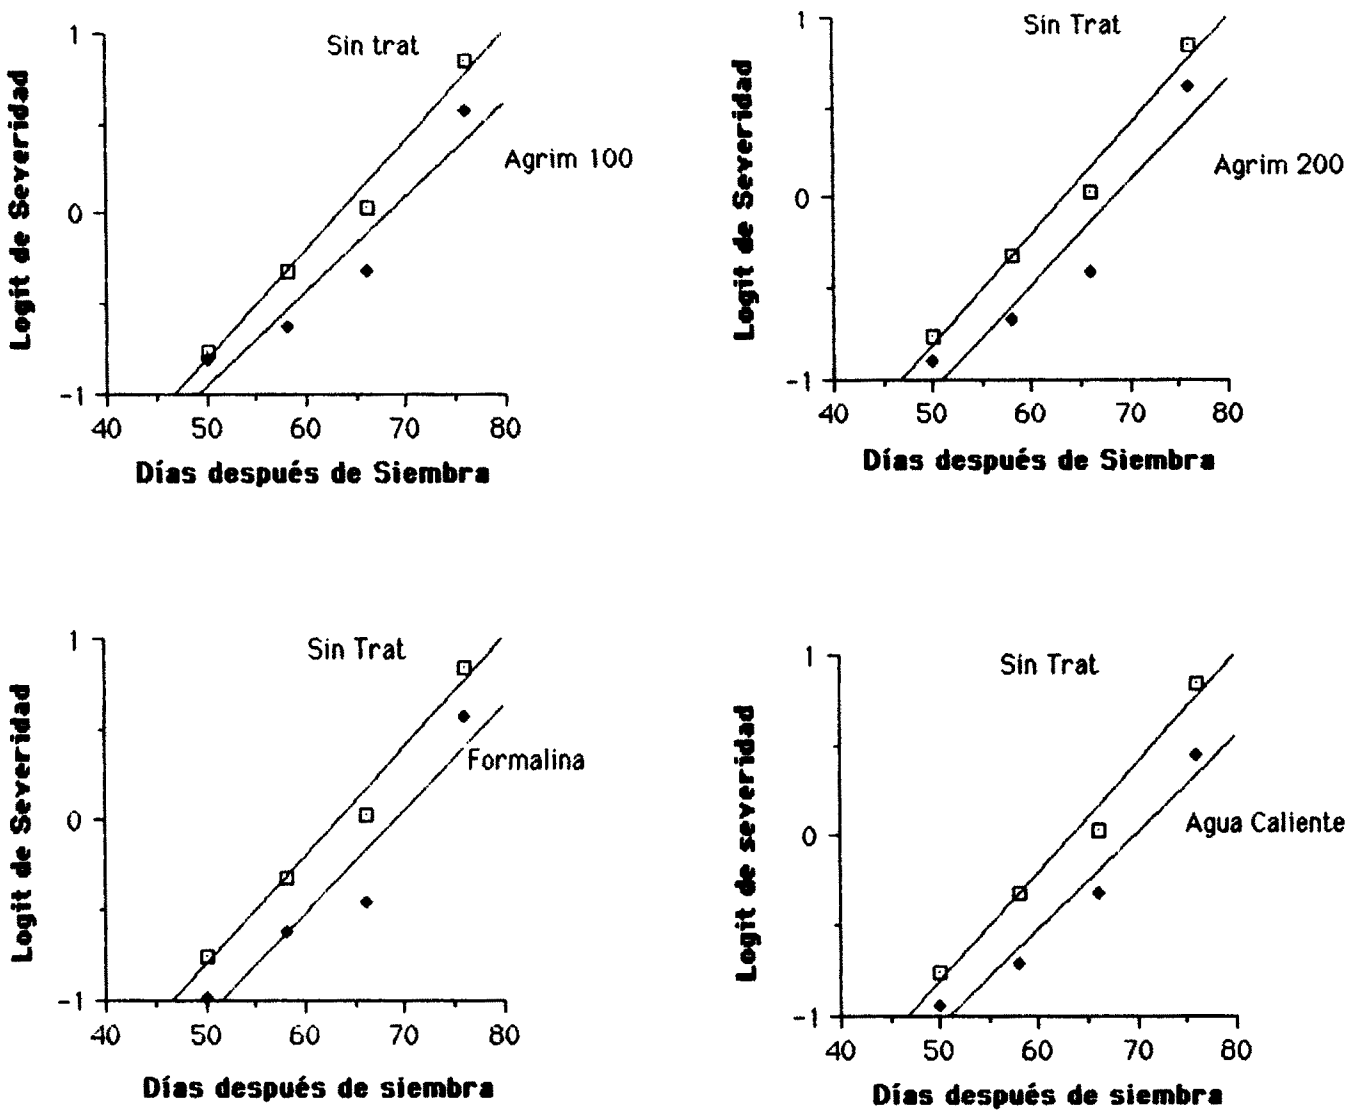 Sin trat
Agrim 100
Logit de Severidad
1
0
-1
40 50 60 70 80
Días después de Siembra
Sin Trat
Agrim 200
Logit de Severidad
1
0
-1
40 50 60 70 80
Días después de Siembra
Sin Trat
Formalina
Logit de Severidad
1
0
-1
40 50 60 70 80
Días después de siembra
Sin Trat
Agua Caliente
Logit de severidad
1
0
-1
40 50 60 70 80
Días después de siembra